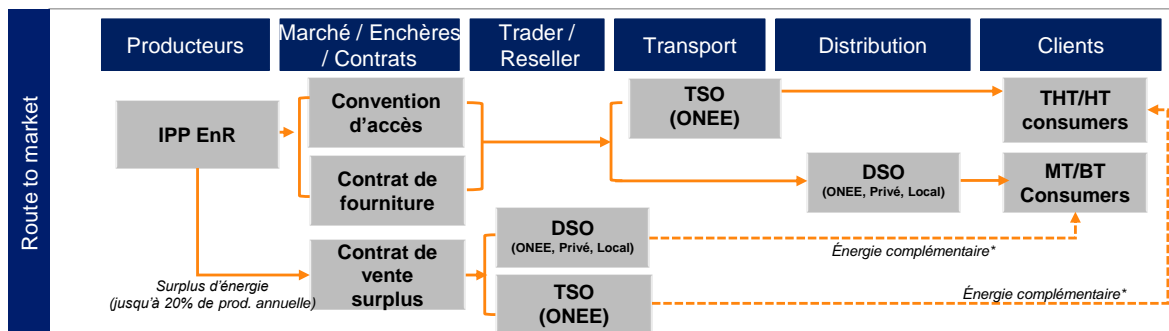 Route to market
Producteurs
Marché / Enchères
/ Contrats
Trader /
Reseller
Transport
Distribution
Clients
IPP EnR
Convention
d'accès
Contrat de
fourniture
TSO
(ONEE)
THT/HT
consumers
DSO
(ONEE, Privé, Local)
MT/BT
Consumers
Surplus d'énergie
(jusqu'à 20% de prod. annuelle)
Contrat de
vente
surplus
DSO
(ONEE, Privé, Local)
TSO
(ONEE)
Énergie complémentaire*
Énergie complémentaire*